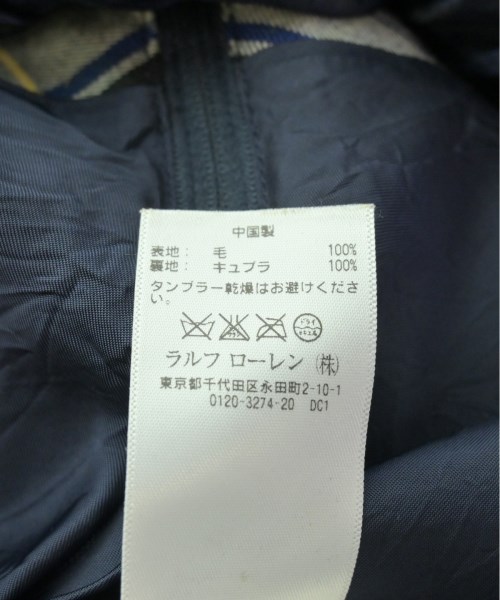 中国製
表地： 毛 100%
裏地： キュプラ 100%
タンブラー乾燥はお避けくださ
い。
ラルフ ローレン ㈱
東京都千代田区永田町2-10-1
0120-3274-20 DC1